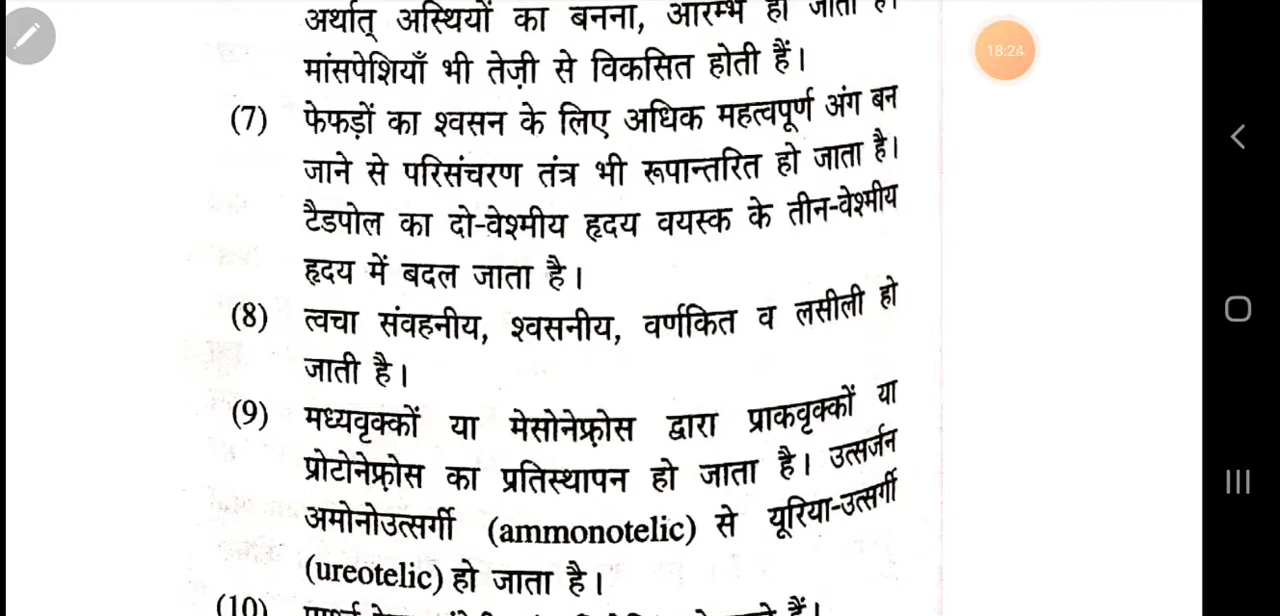 अर्थात् अस्थियों का बनना, आरम्भ हो जाता है।
मांसपेशियाँ भी तेज़ी से विकसित होती हैं।
(7) फेफड़ों का श्वसन के लिए अधिक महत्वपूर्ण अंग बन
जाने से परिसंचरण तंत्र भी रूपान्तरित हो जाता है।
टैडपोल का दो-वेश्मीय हृदय वयस्क के तीन-वेश्मीय
हृदय में बदल जाता है।
(8) त्वचा संवहनीय, श्वसनीय, वर्णकित व लसीली हो
जाती है।
(9) मध्यवृक्कों या मेसोनेफ़्रोस द्वारा प्राकवृक्कों या
प्रोटोनेफ़्रोस का प्रतिस्थापन हो जाता है। उत्सर्जन
अमोनोउत्सर्गी (ammonotelic) से यूरिया-उत्सर्गी
(ureotelic) हो जाता है।
(10)
18:24